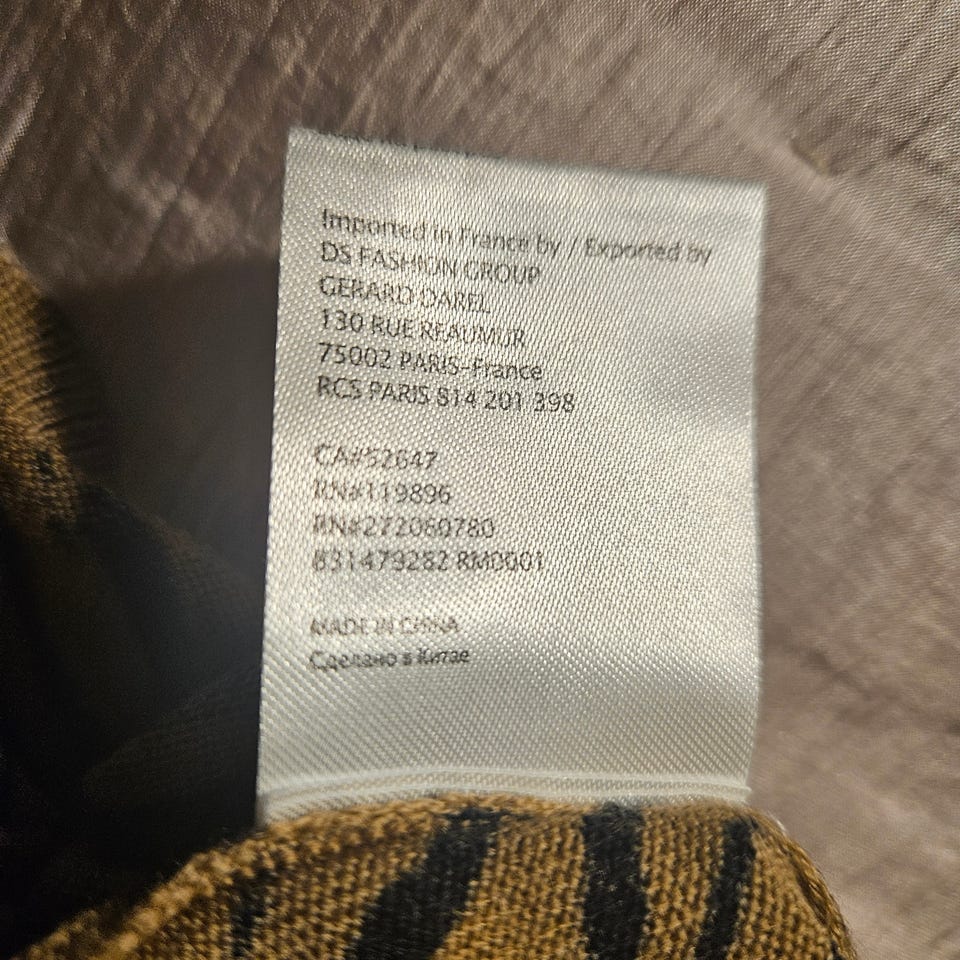 Imported in France by / Exported by
DS FASHION GROUP
GERARD DAREL
130 RUE REAUMUR
75002 PARIS-France
RCS PARIS 814 201 398
CA#52647
RN#119896
RN#272060780
831479282 RM0001
MADE IN CHINA
Сделано в Китае